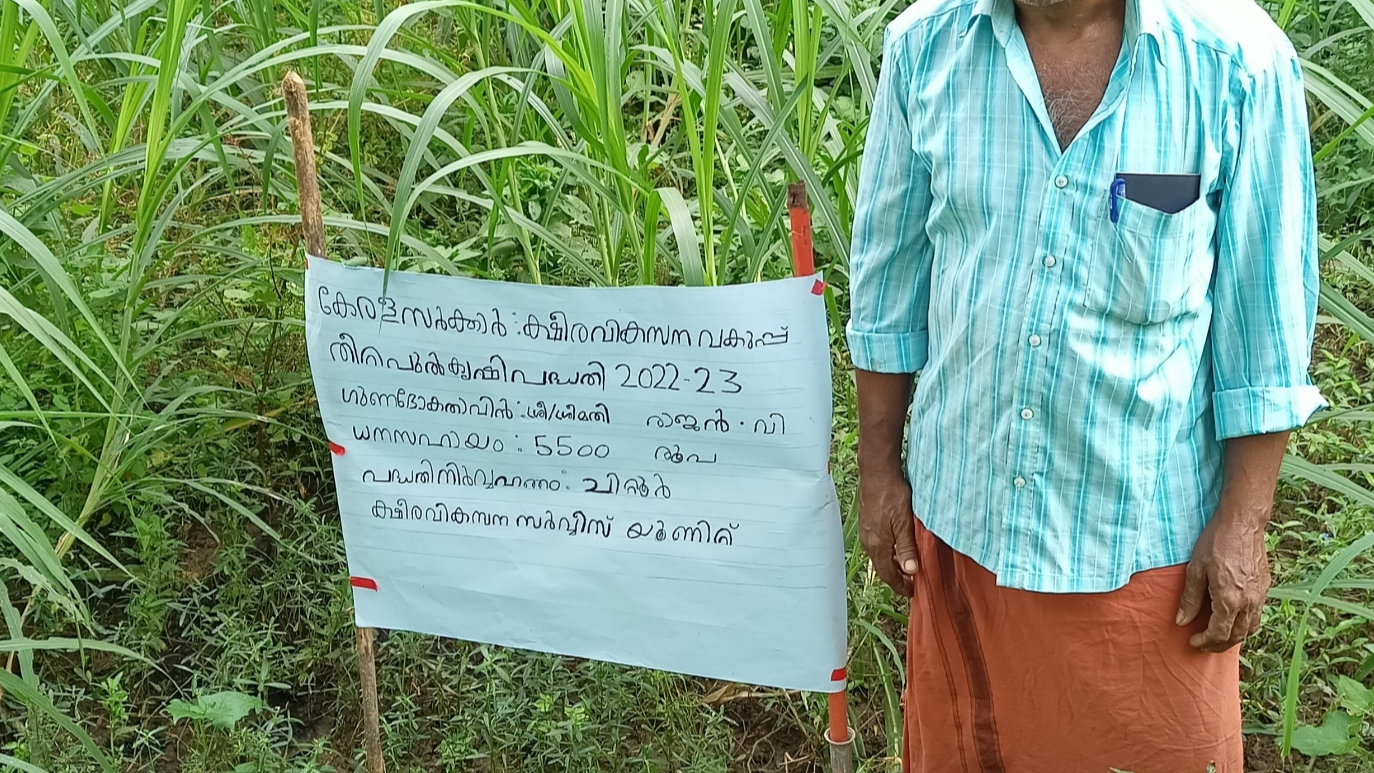 കേരളസർക്കാർ : ക്ഷീരവികസന വകുപ്പ്
തീറ്റപുൽകൃഷിപദ്ധതി 2022-23
ഗുണഭോക്താവിൻ : ശ്രീ/ശ്രീമതി രാജൻ . വി
ധനസഹായം : 5500 രൂപ
പദ്ധതിനിർവ്വഹണം : ചിറ്റൂർ
ക്ഷീരവികസന സർവ്വീസ് യൂണിറ്റ്